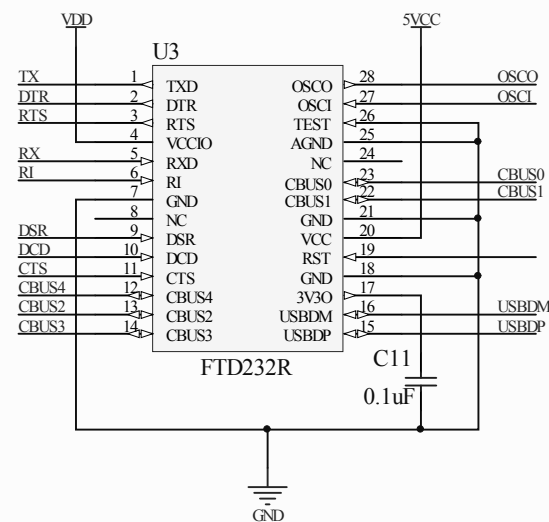 VDD
5VCC
U3
TX 1 TXD OSCO 28 OSCO
DTR 2 DTR OSCI 27 OSCI
RTS 3 RTS TEST 26
4 VCCIO AGND 25
RX 5 RXD NC 24
RI 6 RI CBUS0 23 CBUS0
7 GND CBUS1 22 CBUS1
8 NC GND 21
DSR 9 DSR VCC 20
DCD 10 DCD RST 19
CTS 11 CTS GND 18
CBUS4 12 CBUS4 3V3O 17
CBUS2 13 CBUS2 USBDM 16 USBDM
CBUS3 14 CBUS3 USBDP 15 USBDP
FTD232R
C11
0.1uF
GND